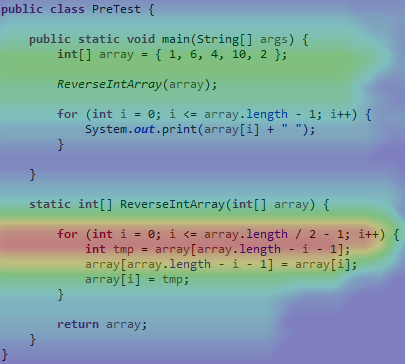 public class PreTest {
public static void main(String[] args) {
int[] array = { 1, 6, 4, 10, 2 };
ReverseIntArray(array);
for (int i = 0; i <= array.length - 1; i++) {
System.out.print(array[i] + " ");
}
}
static int[] ReverseIntArray(int[] array) {
for (int i = 0; i <= array.length / 2 - 1; i++) {
int tmp = array[array.length - i - 1];
array[array.length - i - 1] = array[i];
array[i] = tmp;
}
return array;
}
}